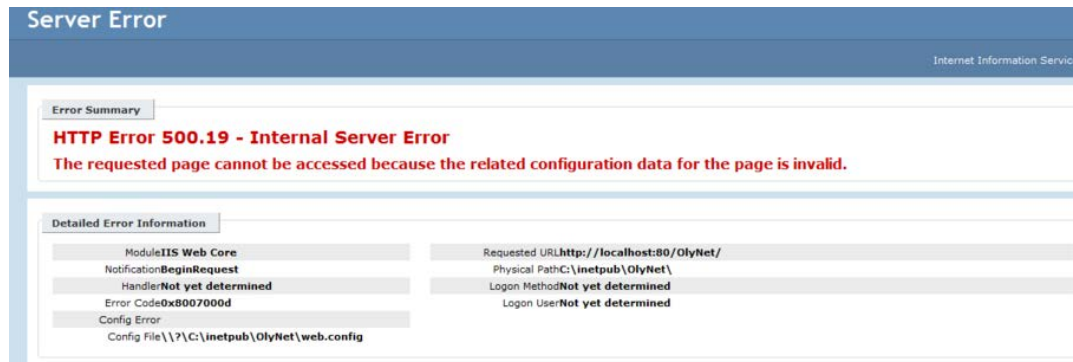 Server Error
Internet Information Servic
Error Summary
HTTP Error 500.19 - Internal Server Error
The requested page cannot be accessed because the related configuration data for the page is invalid.
Detailed Error Information
ModuleIIS Web Core
NotificationBeginRequest
HandlerNot yet determined
Error Code0x8007000d
Config Error
Config File\\?\C:\inetpub\OlyNet\web.config
Requested URLhttp://localhost:80/OlyNet/
Physical PathC:\inetpub\OlyNet\
Logon MethodNot yet determined
Logon UserNot yet determined